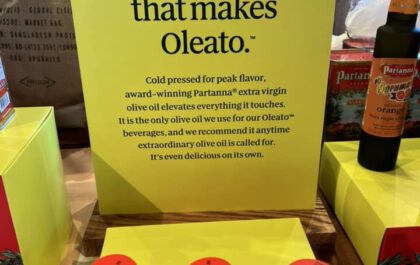 that makes
Oleato.™
Cold pressed for peak flavor,
award-winning Partanna® extra virgin
olive oil elevates everything it touches.
It is the only olive oil we use for our Oleato™
beverages, and we recommend it anytime
extraordinary olive oil is called for.
It's even delicious on its own.
Partanna
Partanna
orange